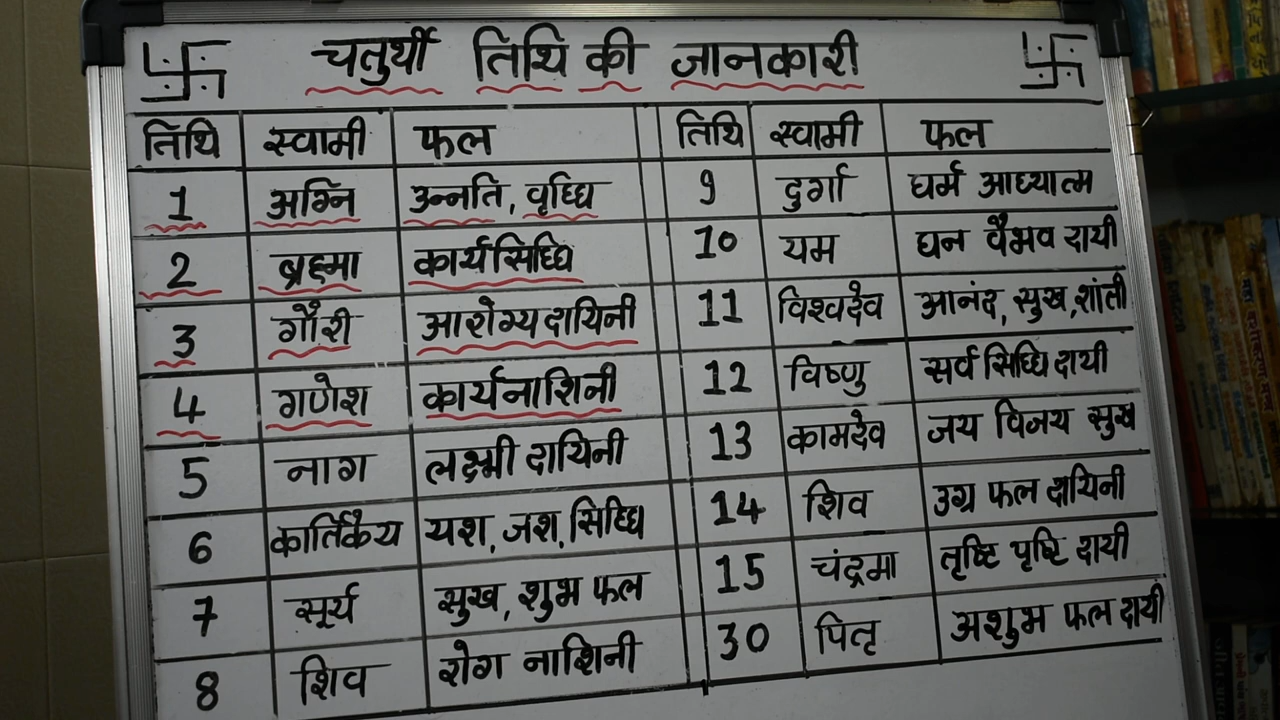 चतुर्थी तिथि की जानकारी
तिथि स्वामी फल
1 अग्नि उन्नति, वृध्धि
2 ब्रह्मा कार्यसिध्धि
3 गौरी आरोग्यदायिनी
4 गणेश कार्यनाशिनी
5 नाग लक्ष्मी दायिनी
6 कार्तिकेय यश, जश, सिध्धि
7 सूर्य सुख, शुभ फल
8 शिव रोग नाशिनी
तिथि स्वामी फल
9 दुर्गा धर्म आध्यात्म
10 यम धन वैभव दायी
11 विश्वदेव आनंद, सुख, शांती
12 विष्णु सर्व सिध्धि दायी
13 कामदेव जय विजय सुख
14 शिव उग्र फल दायिनी
15 चंद्रमा तृष्टि पृष्टि दायी
30 पितृ अशुभ फल दायी